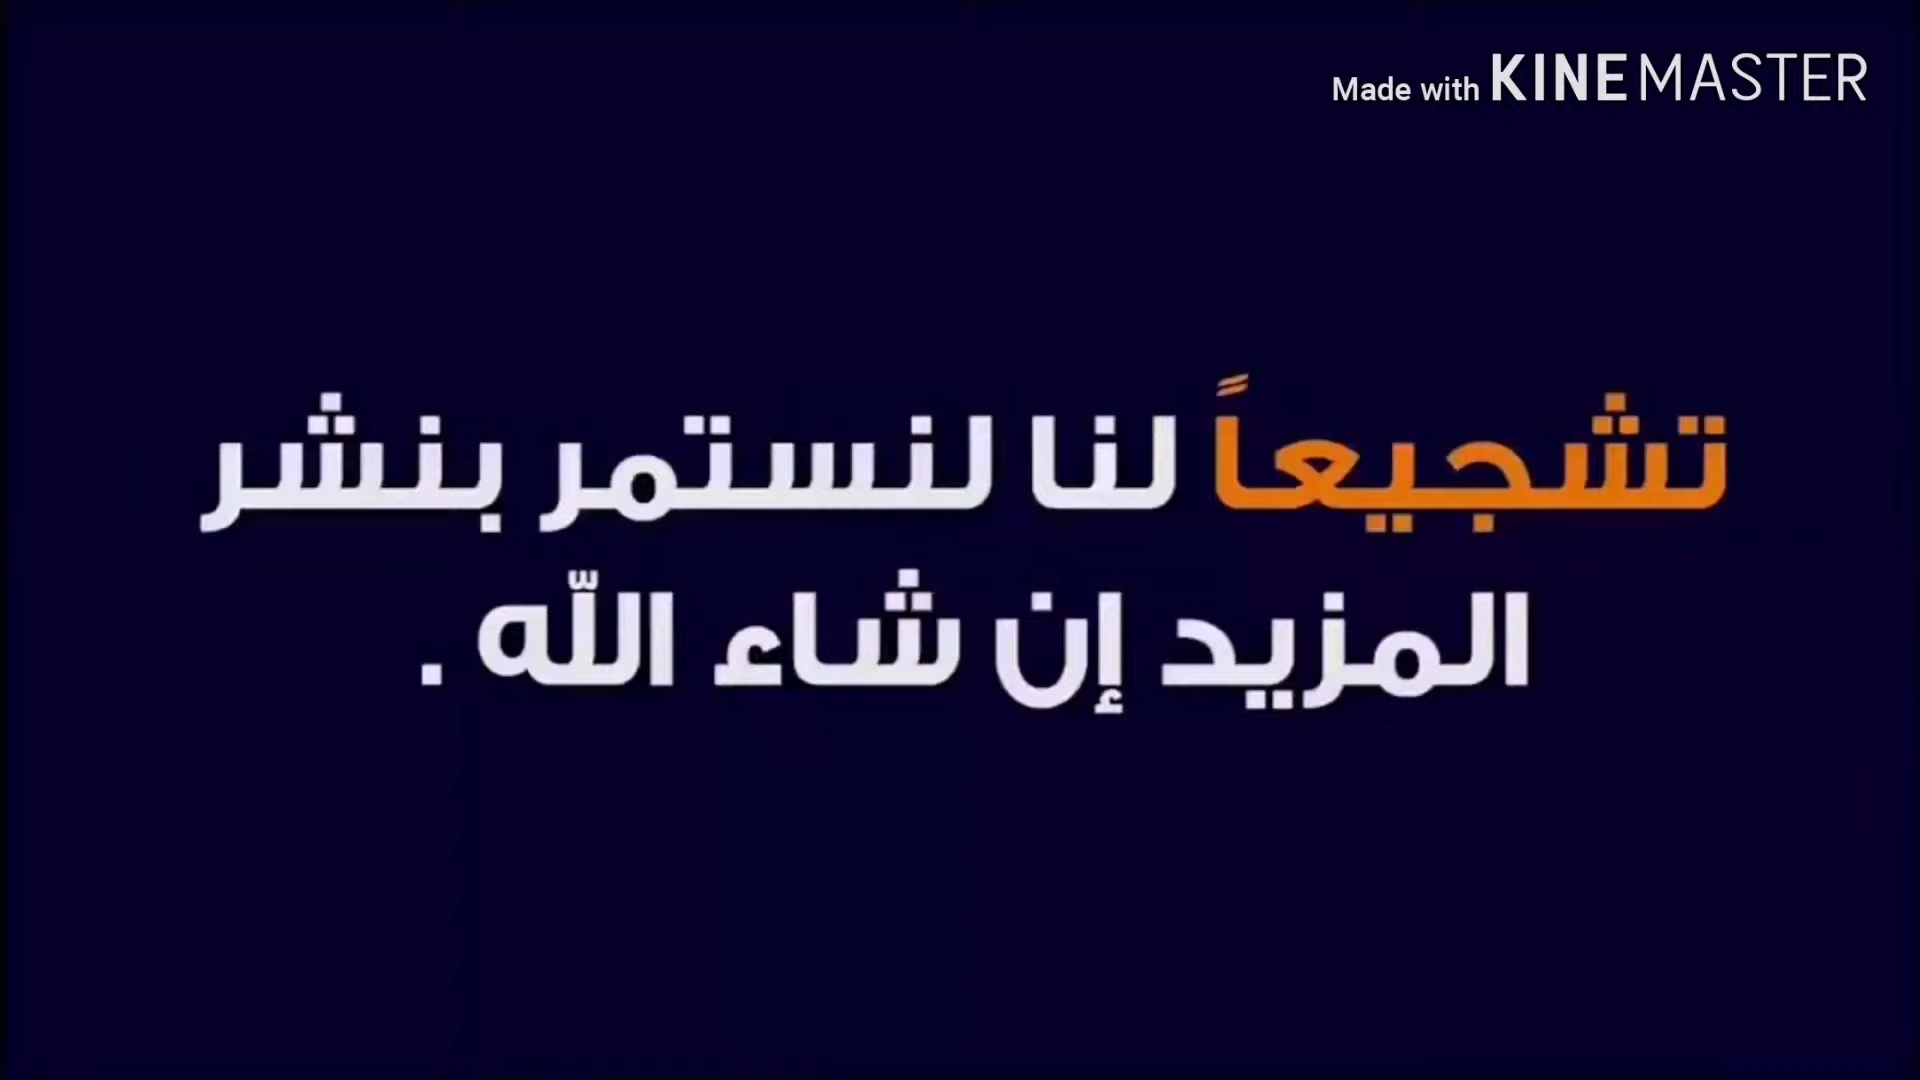 Made with KINEMASTER
تشجيعاً لنا لنستمر بنشر
المزيد إن شاء اللّه .